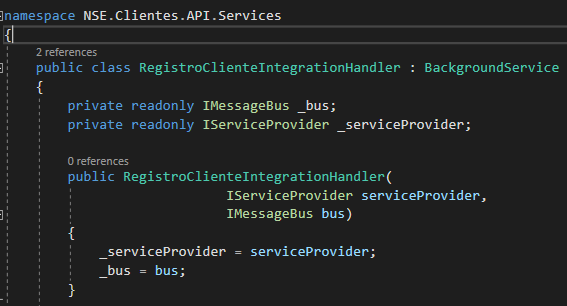 namespace NSE.Clientes.API.Services
{
2 references
public class RegistroClienteIntegrationHandler : BackgroundService
{
private readonly IMessageBus _bus;
private readonly IServiceProvider _serviceProvider;
0 references
public RegistroClienteIntegrationHandler(
IServiceProvider serviceProvider,
IMessageBus bus)
{
_serviceProvider = serviceProvider;
_bus = bus;
}